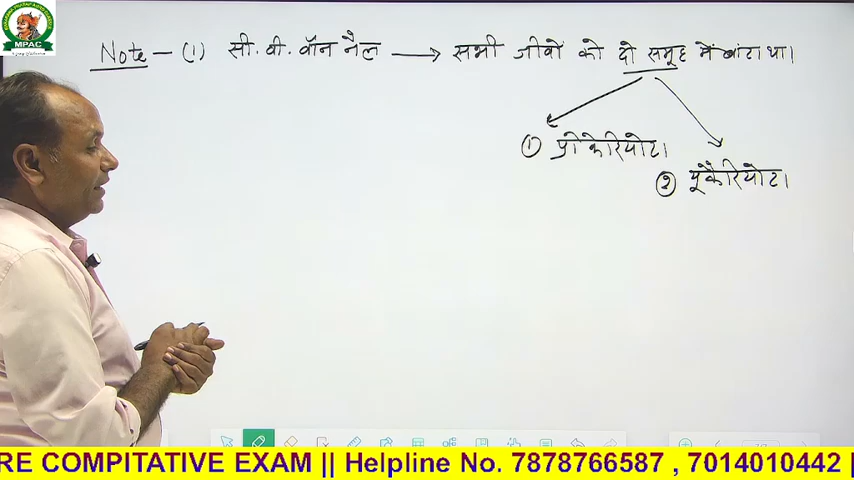 MPAC
Note – (1) सी. वी. वॉन नैल → सभी जीवों को दो समूह में बांटा था।
① प्रोकेरियोटा
② यूकैरियोटा
RE COMPITATIVE EXAM || Helpline No. 7878766587 , 7014010442 ||